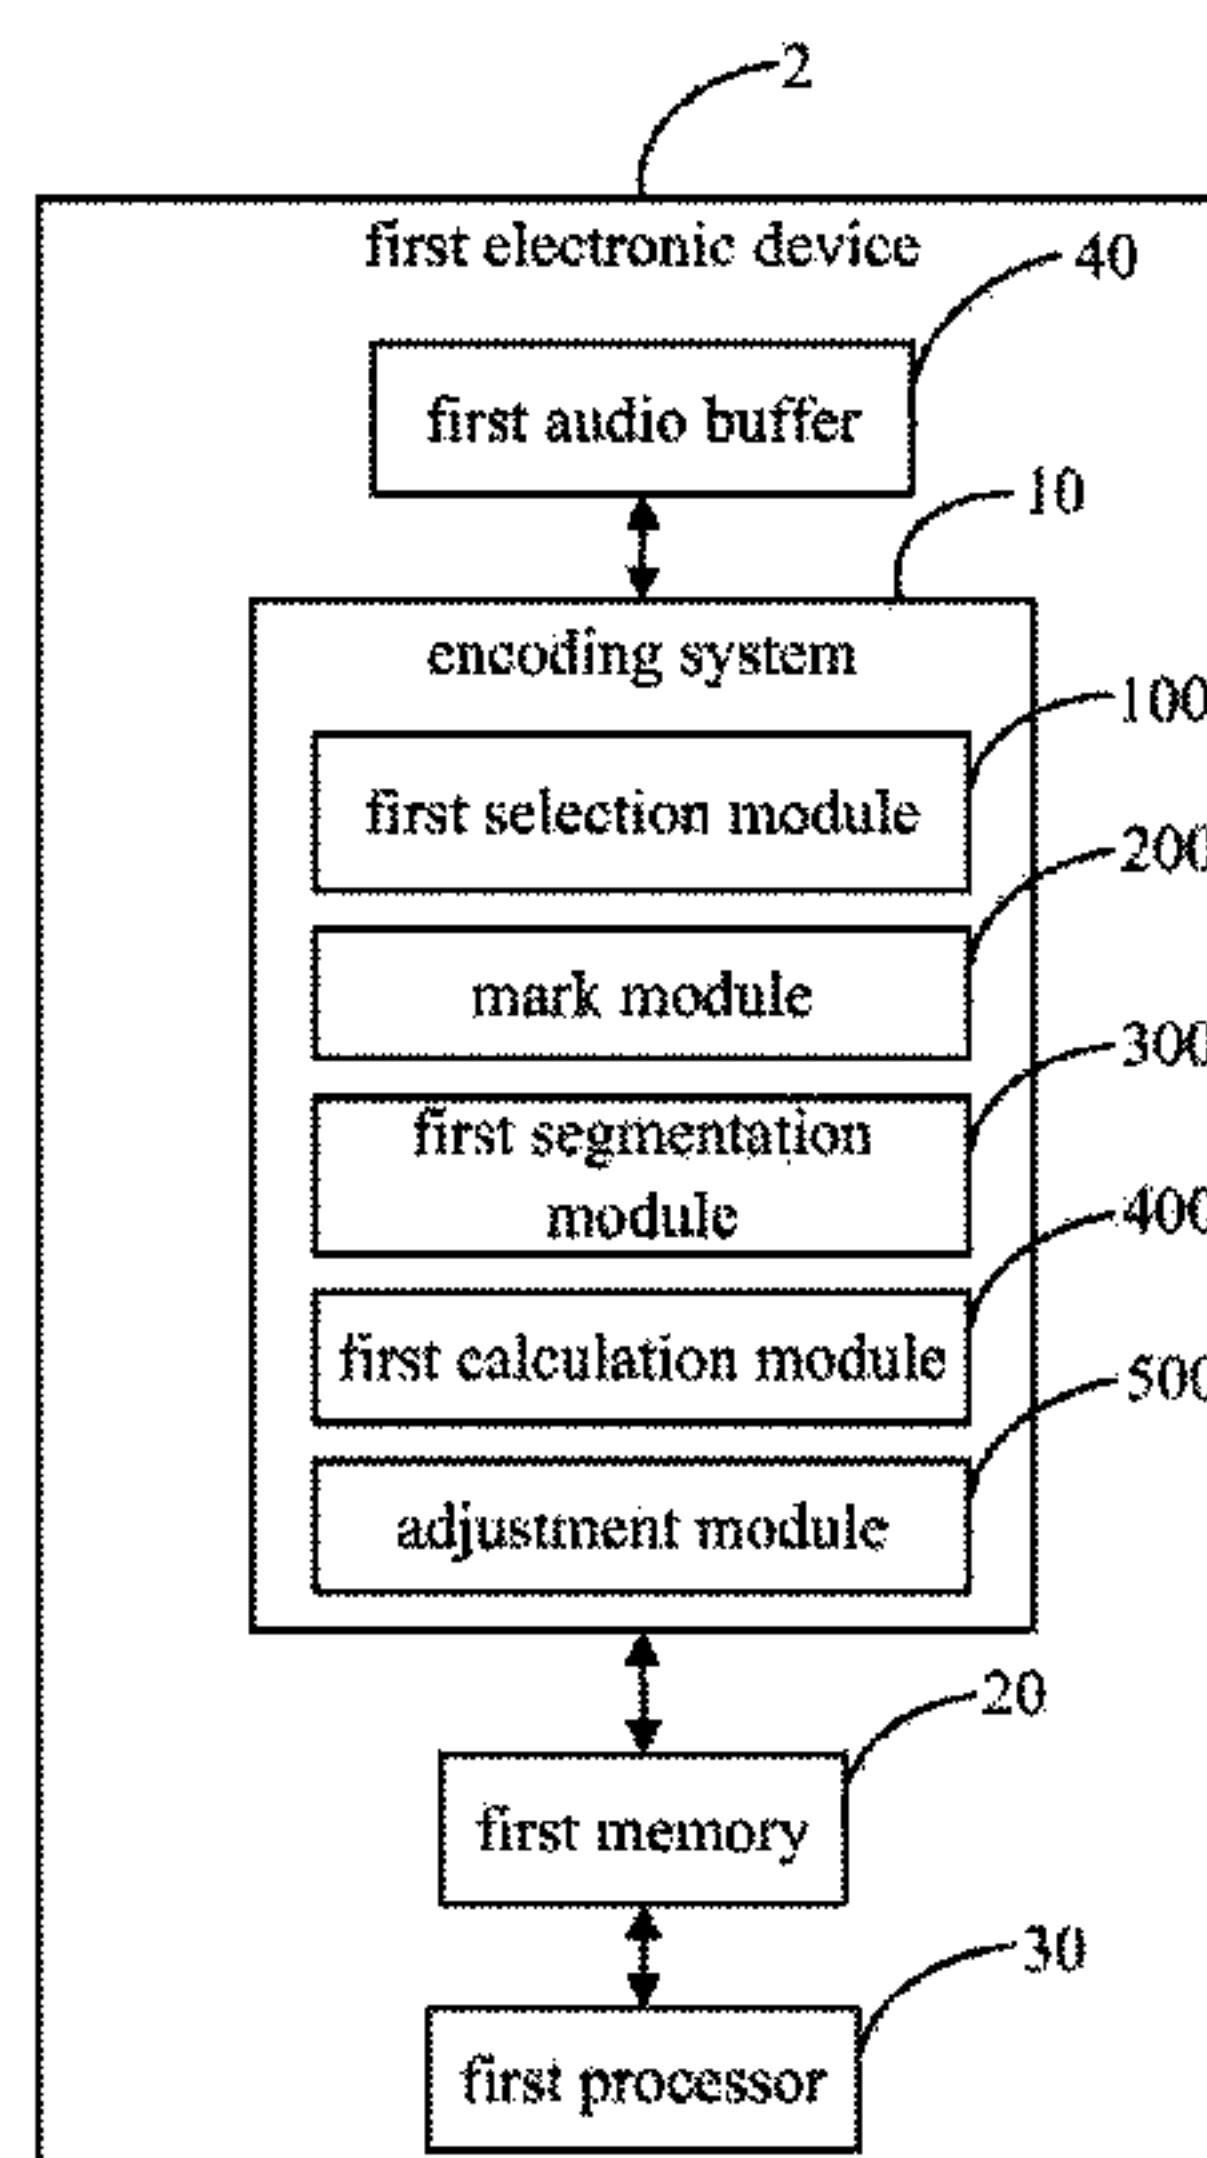 2
first electronic device
40
first audio buffer
10
encoding system
100
first selection module
200
mark module
300
first segmentation
module
400
first calculation module
500
adjustment module
20
first memory
30
first processor